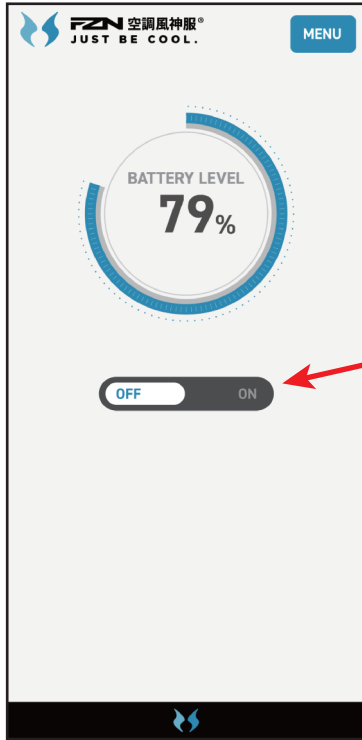 FZN 空調風神服®
JUST BE COOL.
MENU
BATTERY LEVEL
79%
OFF ON